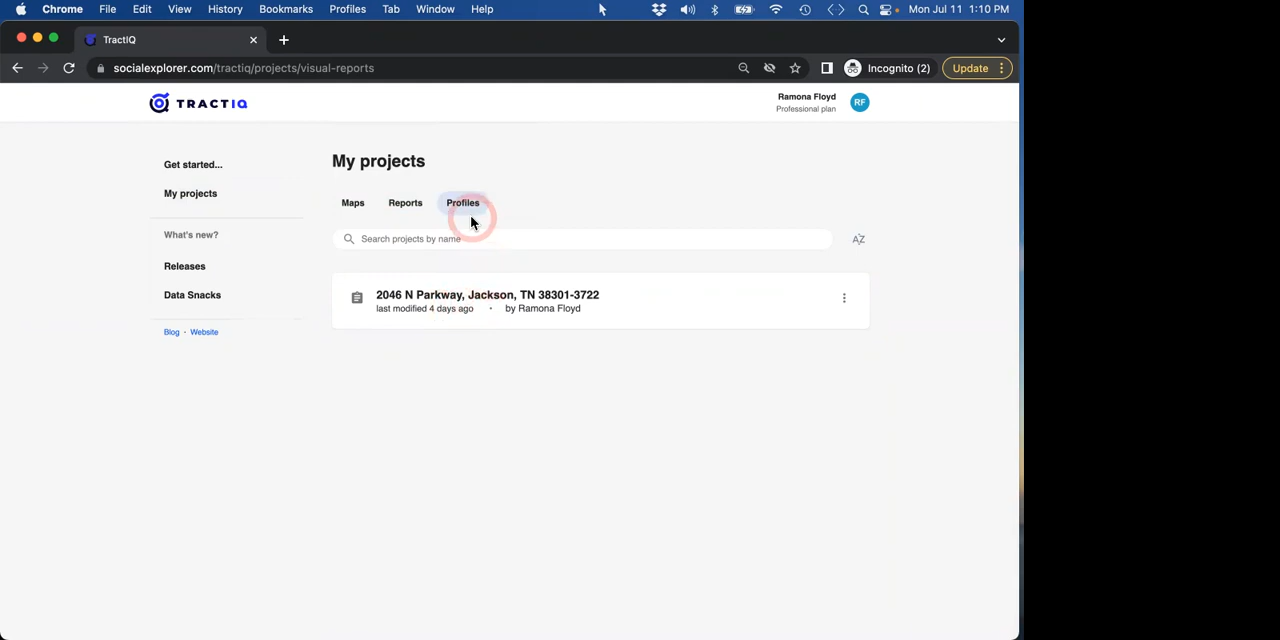 Chrome File Edit View History Bookmarks Profiles Tab Window Help Mon Jul 11 1:10 PM
TractIQ
socialexplorer.com/tractiq/projects/visual-reports Incognito (2) Update
TRACTIQ
Ramona Floyd
Professional plan
RF
Get started...
My projects
What's new?
Releases
Data Snacks
Blog · Website
My projects
Maps Reports Profiles
Search projects by name AZ
2046 N Parkway, Jackson, TN 38301-3722
last modified 4 days ago · by Ramona Floyd